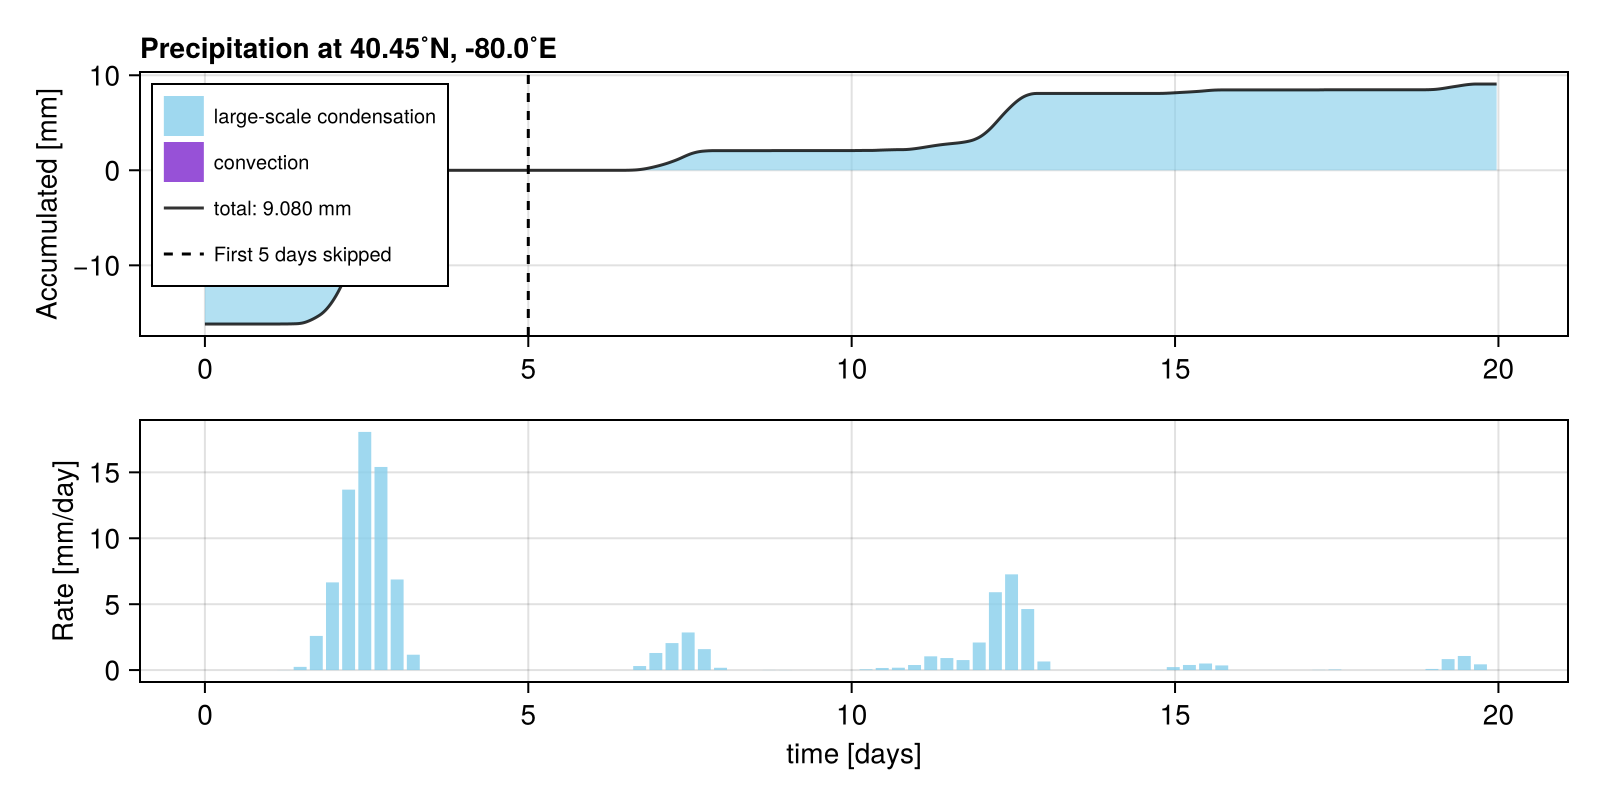 Precipitation at 40.45˚N, -80.0˚E
Accumulated [mm]
10
0
−10
large-scale condensation
convection
total: 9.080 mm
First 5 days skipped
0 5 10 15 20
Rate [mm/day]
15
10
5
0
0 5 10 15 20
time [days]